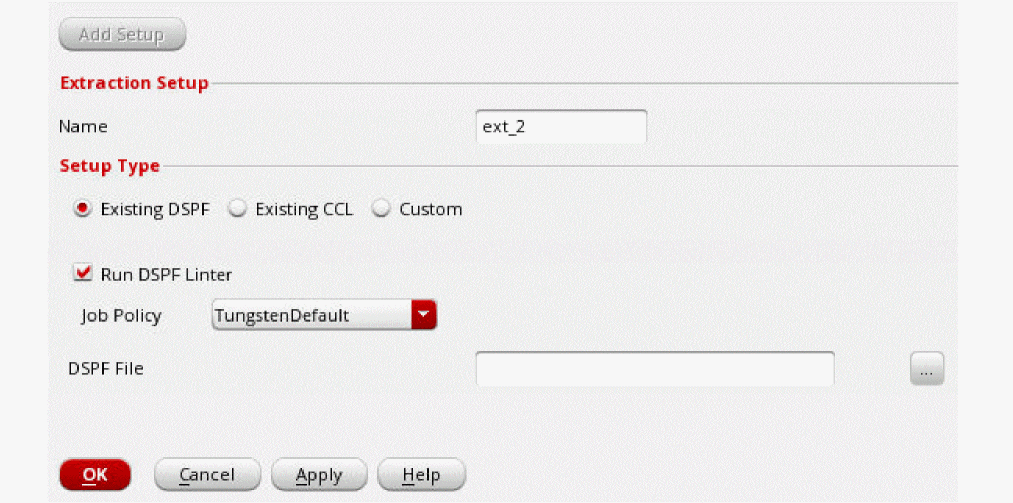 Add Setup
Extraction Setup
Name ext_2
Setup Type
Existing DSPF Existing CCL Custom
Run DSPF Linter
Job Policy TungstenDefault
DSPF File ...
OK Cancel Apply Help